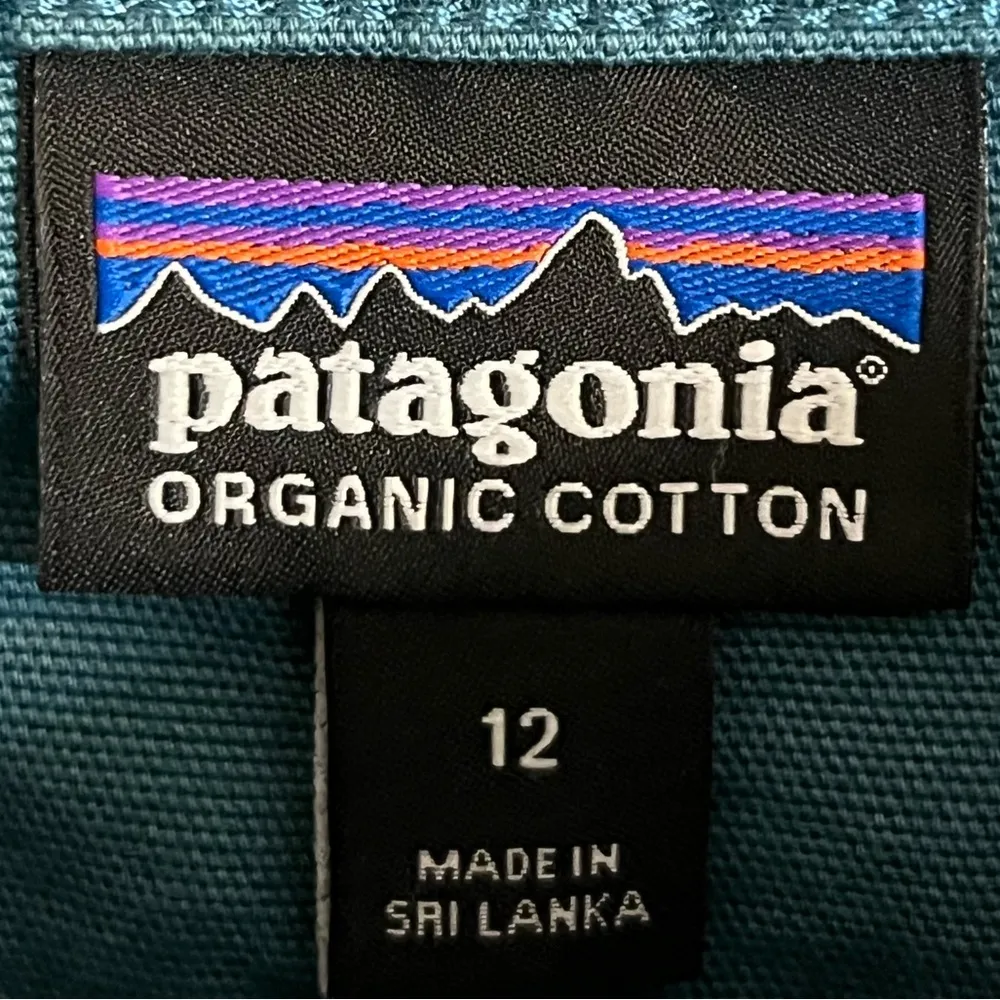 patagonia®
ORGANIC COTTON
12
MADE IN
SRI LANKA